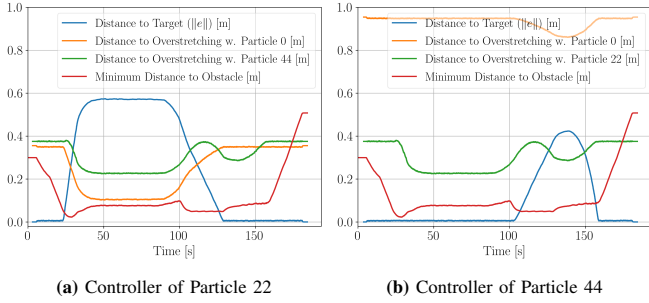 1.0
0.8
0.6
0.4
0.2
0.0
0
50
100
150
Time [s]
Distance to Target (∥e∥) [m]
Distance to Overstretching w. Particle 0 [m]
Distance to Overstretching w. Particle 44 [m]
Minimum Distance to Obstacle [m]
(a) Controller of Particle 22
1.0
0.8
0.6
0.4
0.2
0.0
0
50
100
150
Time [s]
Distance to Target (∥e∥) [m]
Distance to Overstretching w. Particle 0 [m]
Distance to Overstretching w. Particle 22 [m]
Minimum Distance to Obstacle [m]
(b) Controller of Particle 44